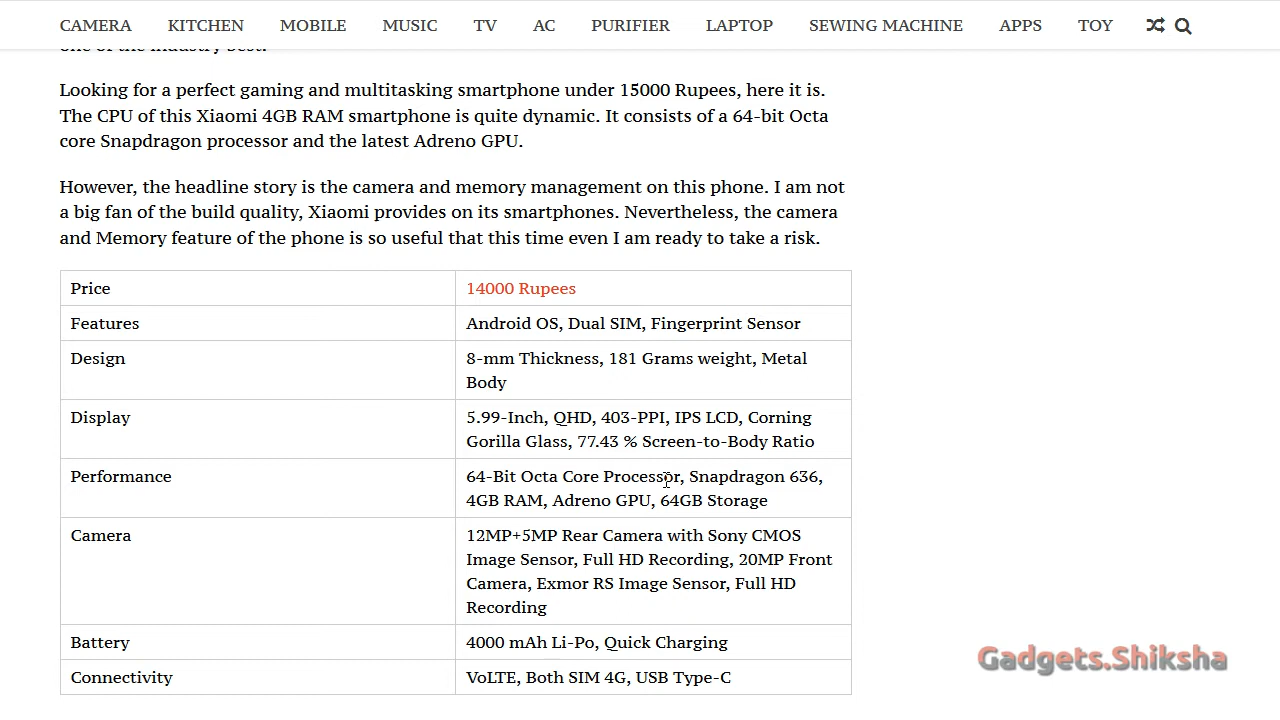 CAMERA KITCHEN MOBILE MUSIC TV AC PURIFIER LAPTOP SEWING MACHINE APPS TOY
one of the industry best.
Looking for a perfect gaming and multitasking smartphone under 15000 Rupees, here it is.
The CPU of this Xiaomi 4GB RAM smartphone is quite dynamic. It consists of a 64-bit Octa
core Snapdragon processor and the latest Adreno GPU.
However, the headline story is the camera and memory management on this phone. I am not
a big fan of the build quality, Xiaomi provides on its smartphones. Nevertheless, the camera
and Memory feature of the phone is so useful that this time even I am ready to take a risk.
Price 14000 Rupees
Features Android OS, Dual SIM, Fingerprint Sensor
Design 8-mm Thickness, 181 Grams weight, Metal
Body
Display 5.99-Inch, QHD, 403-PPI, IPS LCD, Corning
Gorilla Glass, 77.43 % Screen-to-Body Ratio
Performance 64-Bit Octa Core Processor, Snapdragon 636,
4GB RAM, Adreno GPU, 64GB Storage
Camera 12MP+5MP Rear Camera with Sony CMOS
Image Sensor, Full HD Recording, 20MP Front
Camera, Exmor RS Image Sensor, Full HD
Recording
Battery 4000 mAh Li-Po, Quick Charging
Connectivity VoLTE, Both SIM 4G, USB Type-C
Gadgets.Shiksha